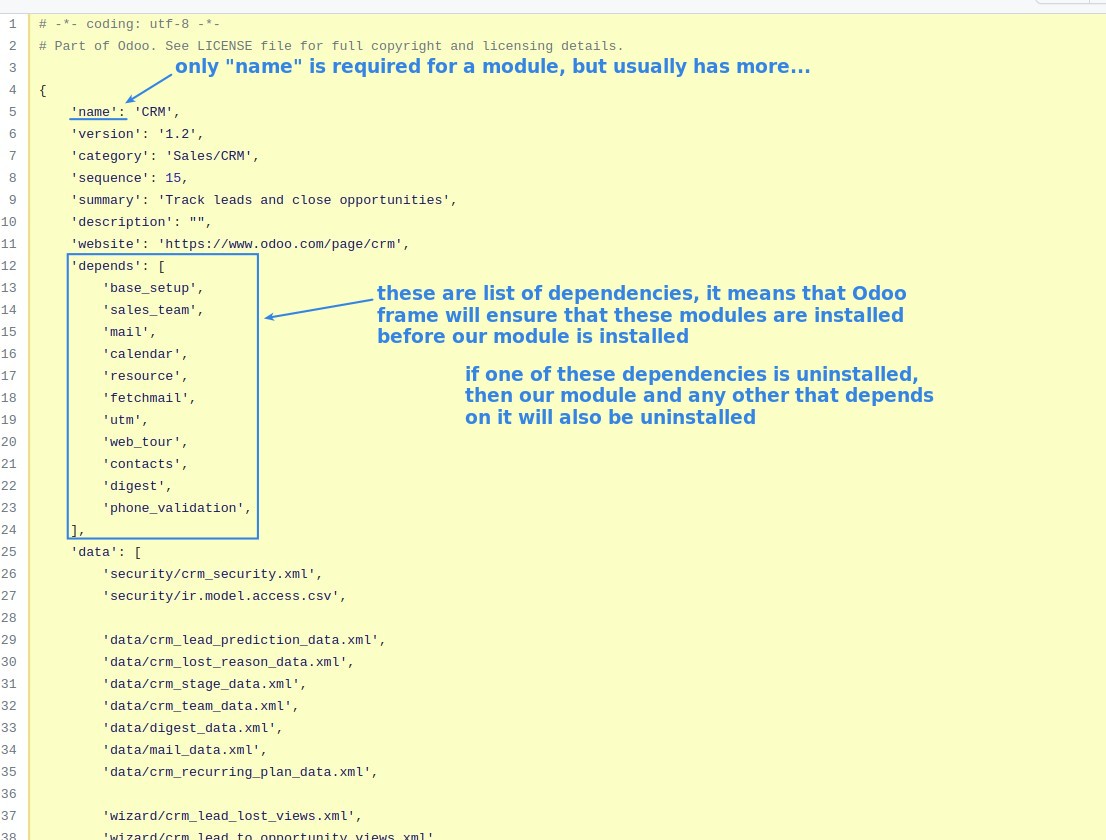 1 # -*- coding: utf-8 -*-
2 # Part of Odoo. See LICENSE file for full copyright and licensing details.
3
only "name" is required for a module, but usually has more...
4 {
5 'name': 'CRM',
6 'version': '1.2',
7 'category': 'Sales/CRM',
8 'sequence': 15,
9 'summary': 'Track leads and close opportunities',
10 'description': "",
11 'website': 'https://www.odoo.com/page/crm',
12 'depends': [
13 'base_setup',
14 'sales_team',
15 'mail',
16 'calendar',
17 'resource',
18 'fetchmail',
19 'utm',
20 'web_tour',
21 'contacts',
22 'digest',
23 'phone_validation',
24 ],
these are list of dependencies, it means that Odoo
frame will ensure that these modules are installed
before our module is installed
if one of these dependencies is uninstalled,
then our module and any other that depends
on it will also be uninstalled
25 'data': [
26 'security/crm_security.xml',
27 'security/ir.model.access.csv',
28
29 'data/crm_lead_prediction_data.xml',
30 'data/crm_lost_reason_data.xml',
31 'data/crm_stage_data.xml',
32 'data/crm_team_data.xml',
33 'data/digest_data.xml',
34 'data/mail_data.xml',
35 'data/crm_recurring_plan_data.xml',
36
37 'wizard/crm_lead_lost_views.xml',
38 'wizard/crm_lead_to_opportunity_views.xml'